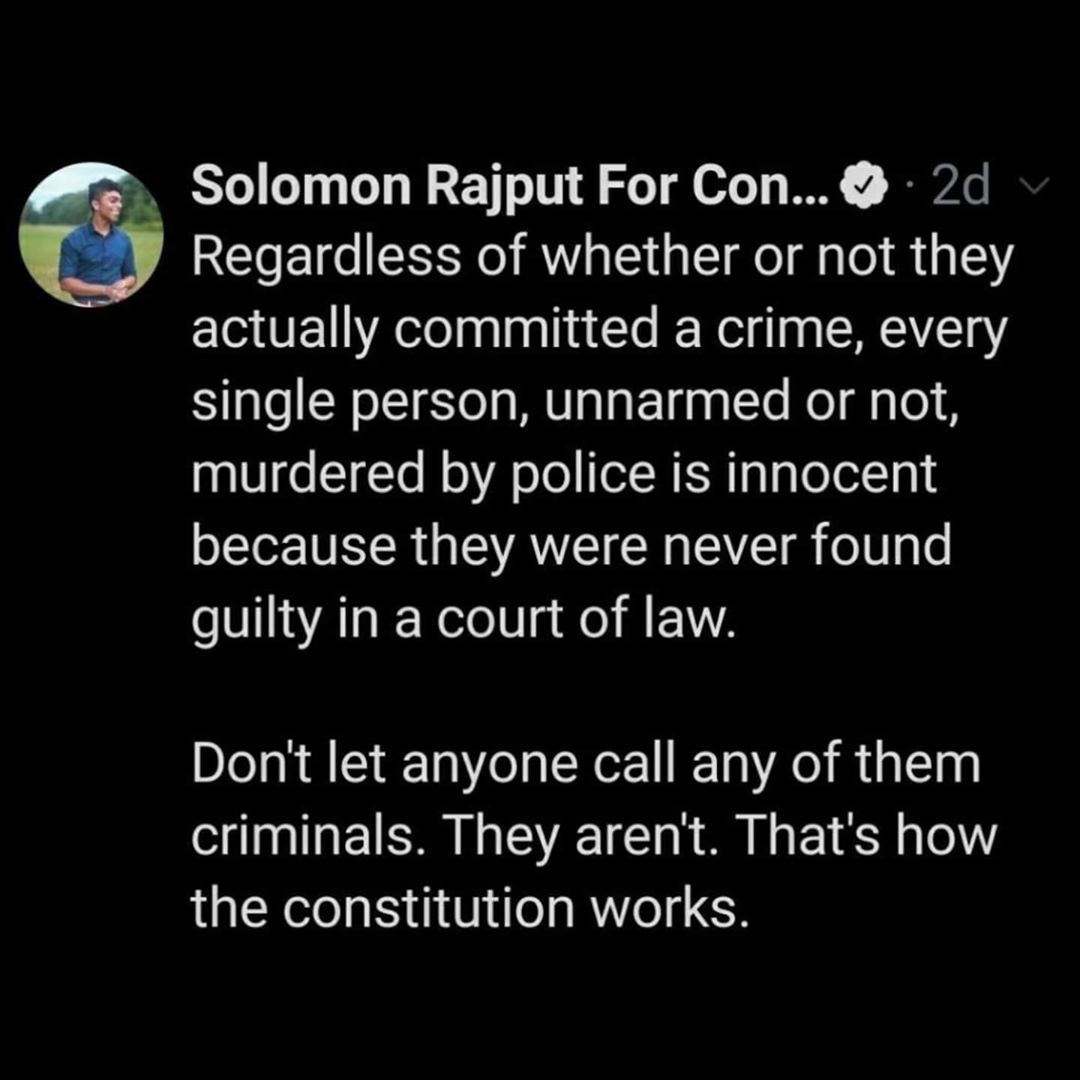 Solomon Rajput For Con... · 2d
Regardless of whether or not they
actually committed a crime, every
single person, unnarmed or not,
murdered by police is innocent
because they were never found
guilty in a court of law.
Don't let anyone call any of them
criminals. They aren't. That's how
the constitution works.